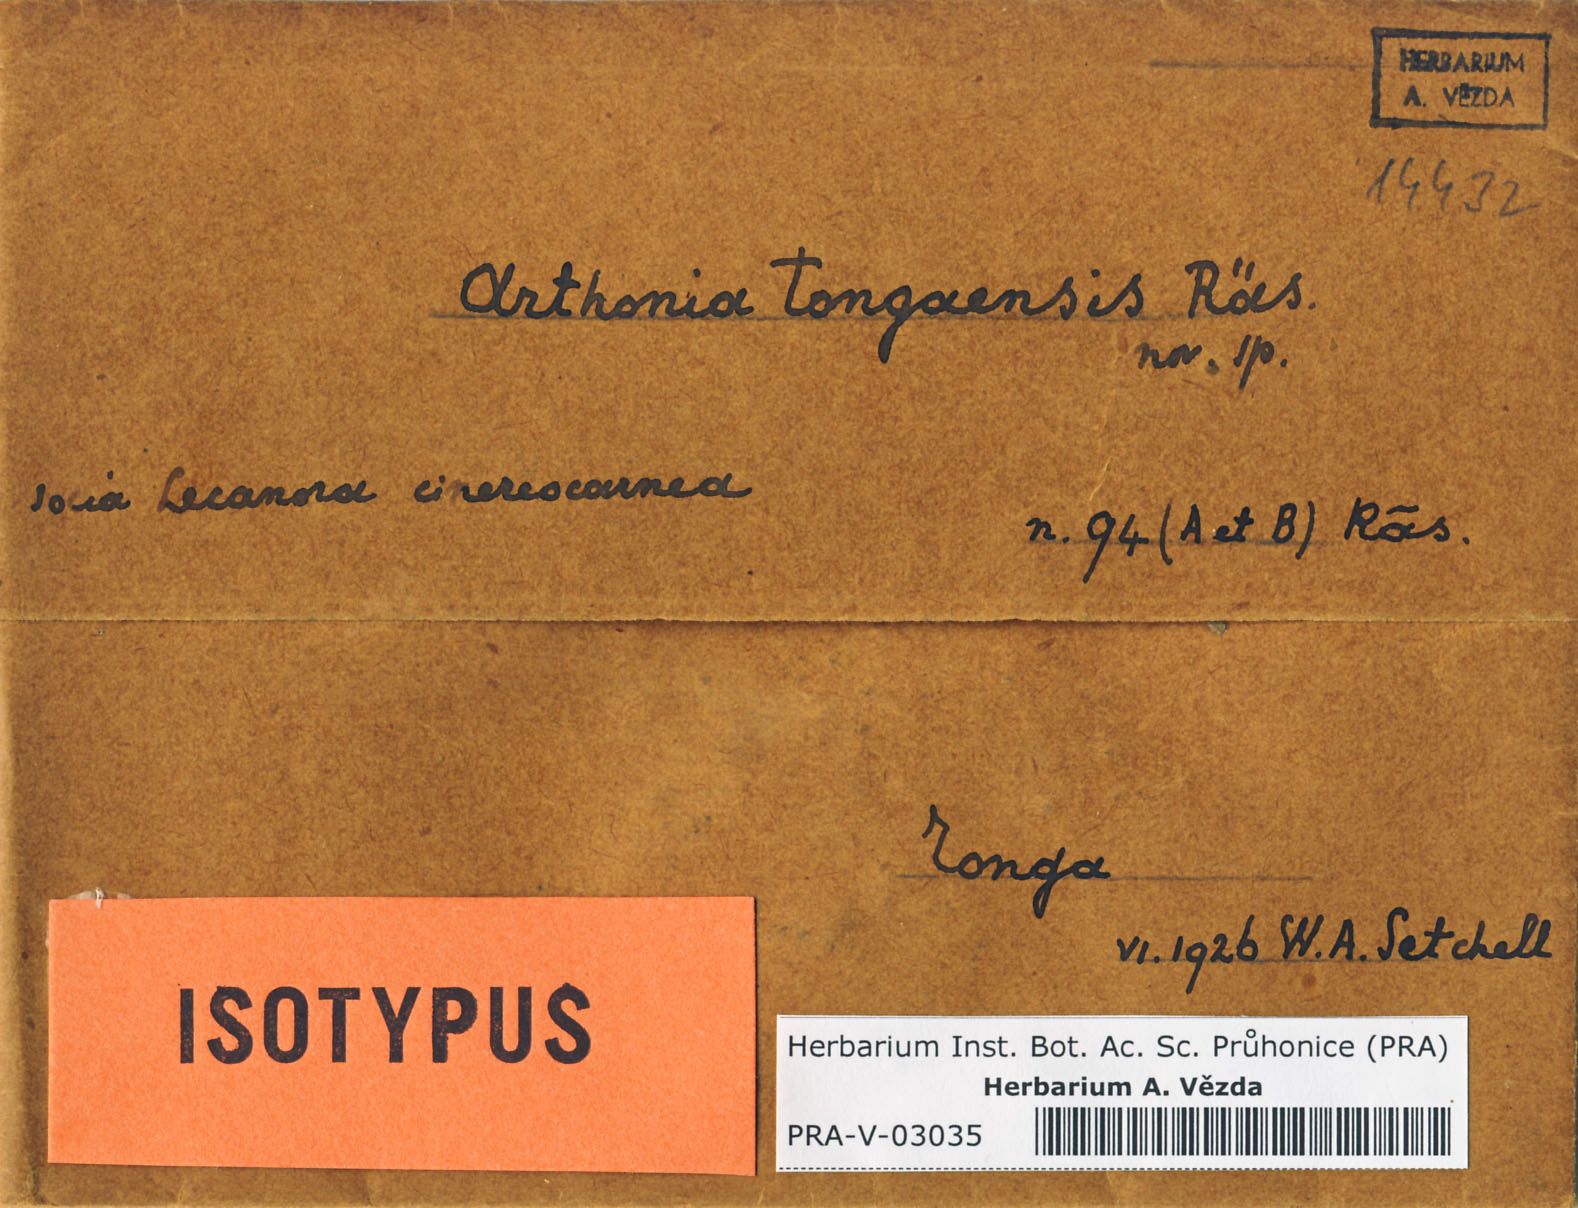 HERBARIUM
A. VĚZDA
14432
Arthonia Tongaensis Räs.
nov. sp.
socia Lecanora cinereocarnea
n. 94 (A et B) Räs.
Tonga
VI. 1926 W. A. Setchell
ISOTYPUS
Herbarium Inst. Bot. Ac. Sc. Průhonice (PRA)
Herbarium A. Vězda
PRA-V-03035